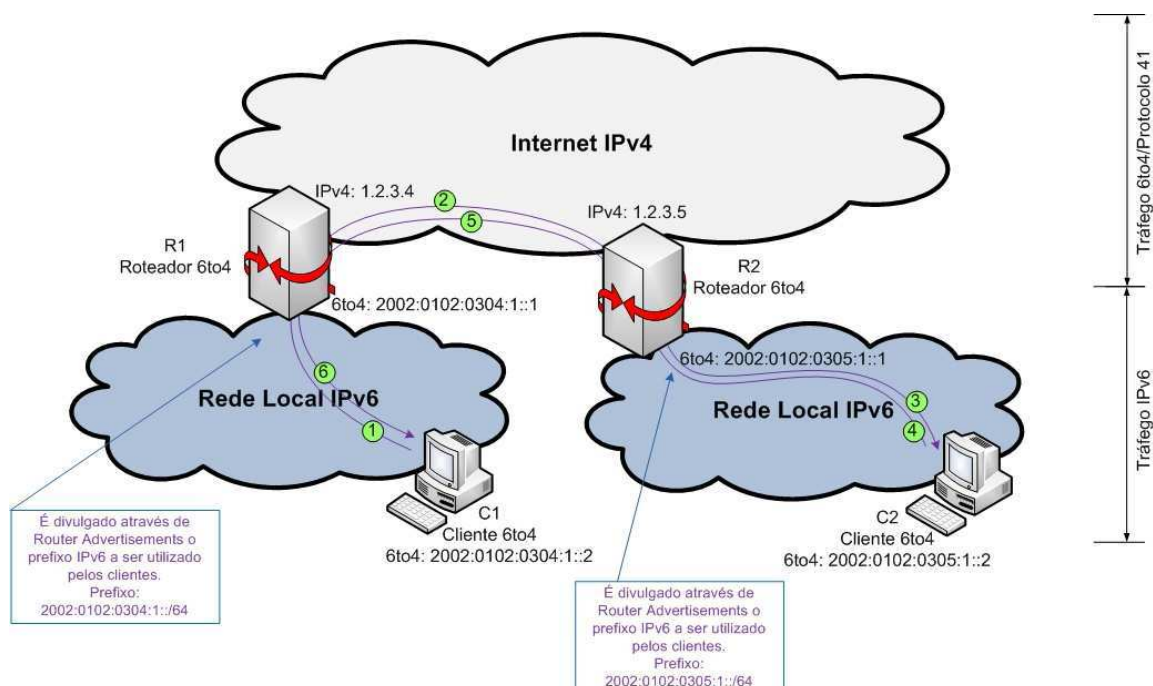 Internet IPv4
IPv4: 1.2.3.4
2
5
IPv4: 1.2.3.5
R1
Roteador 6to4
R2
Roteador 6to4
6to4: 2002:0102:0304:1::1
6to4: 2002:0102:0305:1::1
Rede Local IPv6
6
1
Rede Local IPv6
3
4
C1
Cliente 6to4
6to4: 2002:0102:0304:1::2
C2
Cliente 6to4
6to4: 2002:0102:0305:1::2
É divulgado através de
Router Advertisements o
prefixo IPv6 a ser utilizado
pelos clientes.
Prefixo:
2002:0102:0304:1::/64
É divulgado através de
Router Advertisements o
prefixo IPv6 a ser utilizado
pelos clientes.
Prefixo:
2002:0102:0305:1::/64
Tráfego 6to4/Protocolo 41
Tráfego IPv6